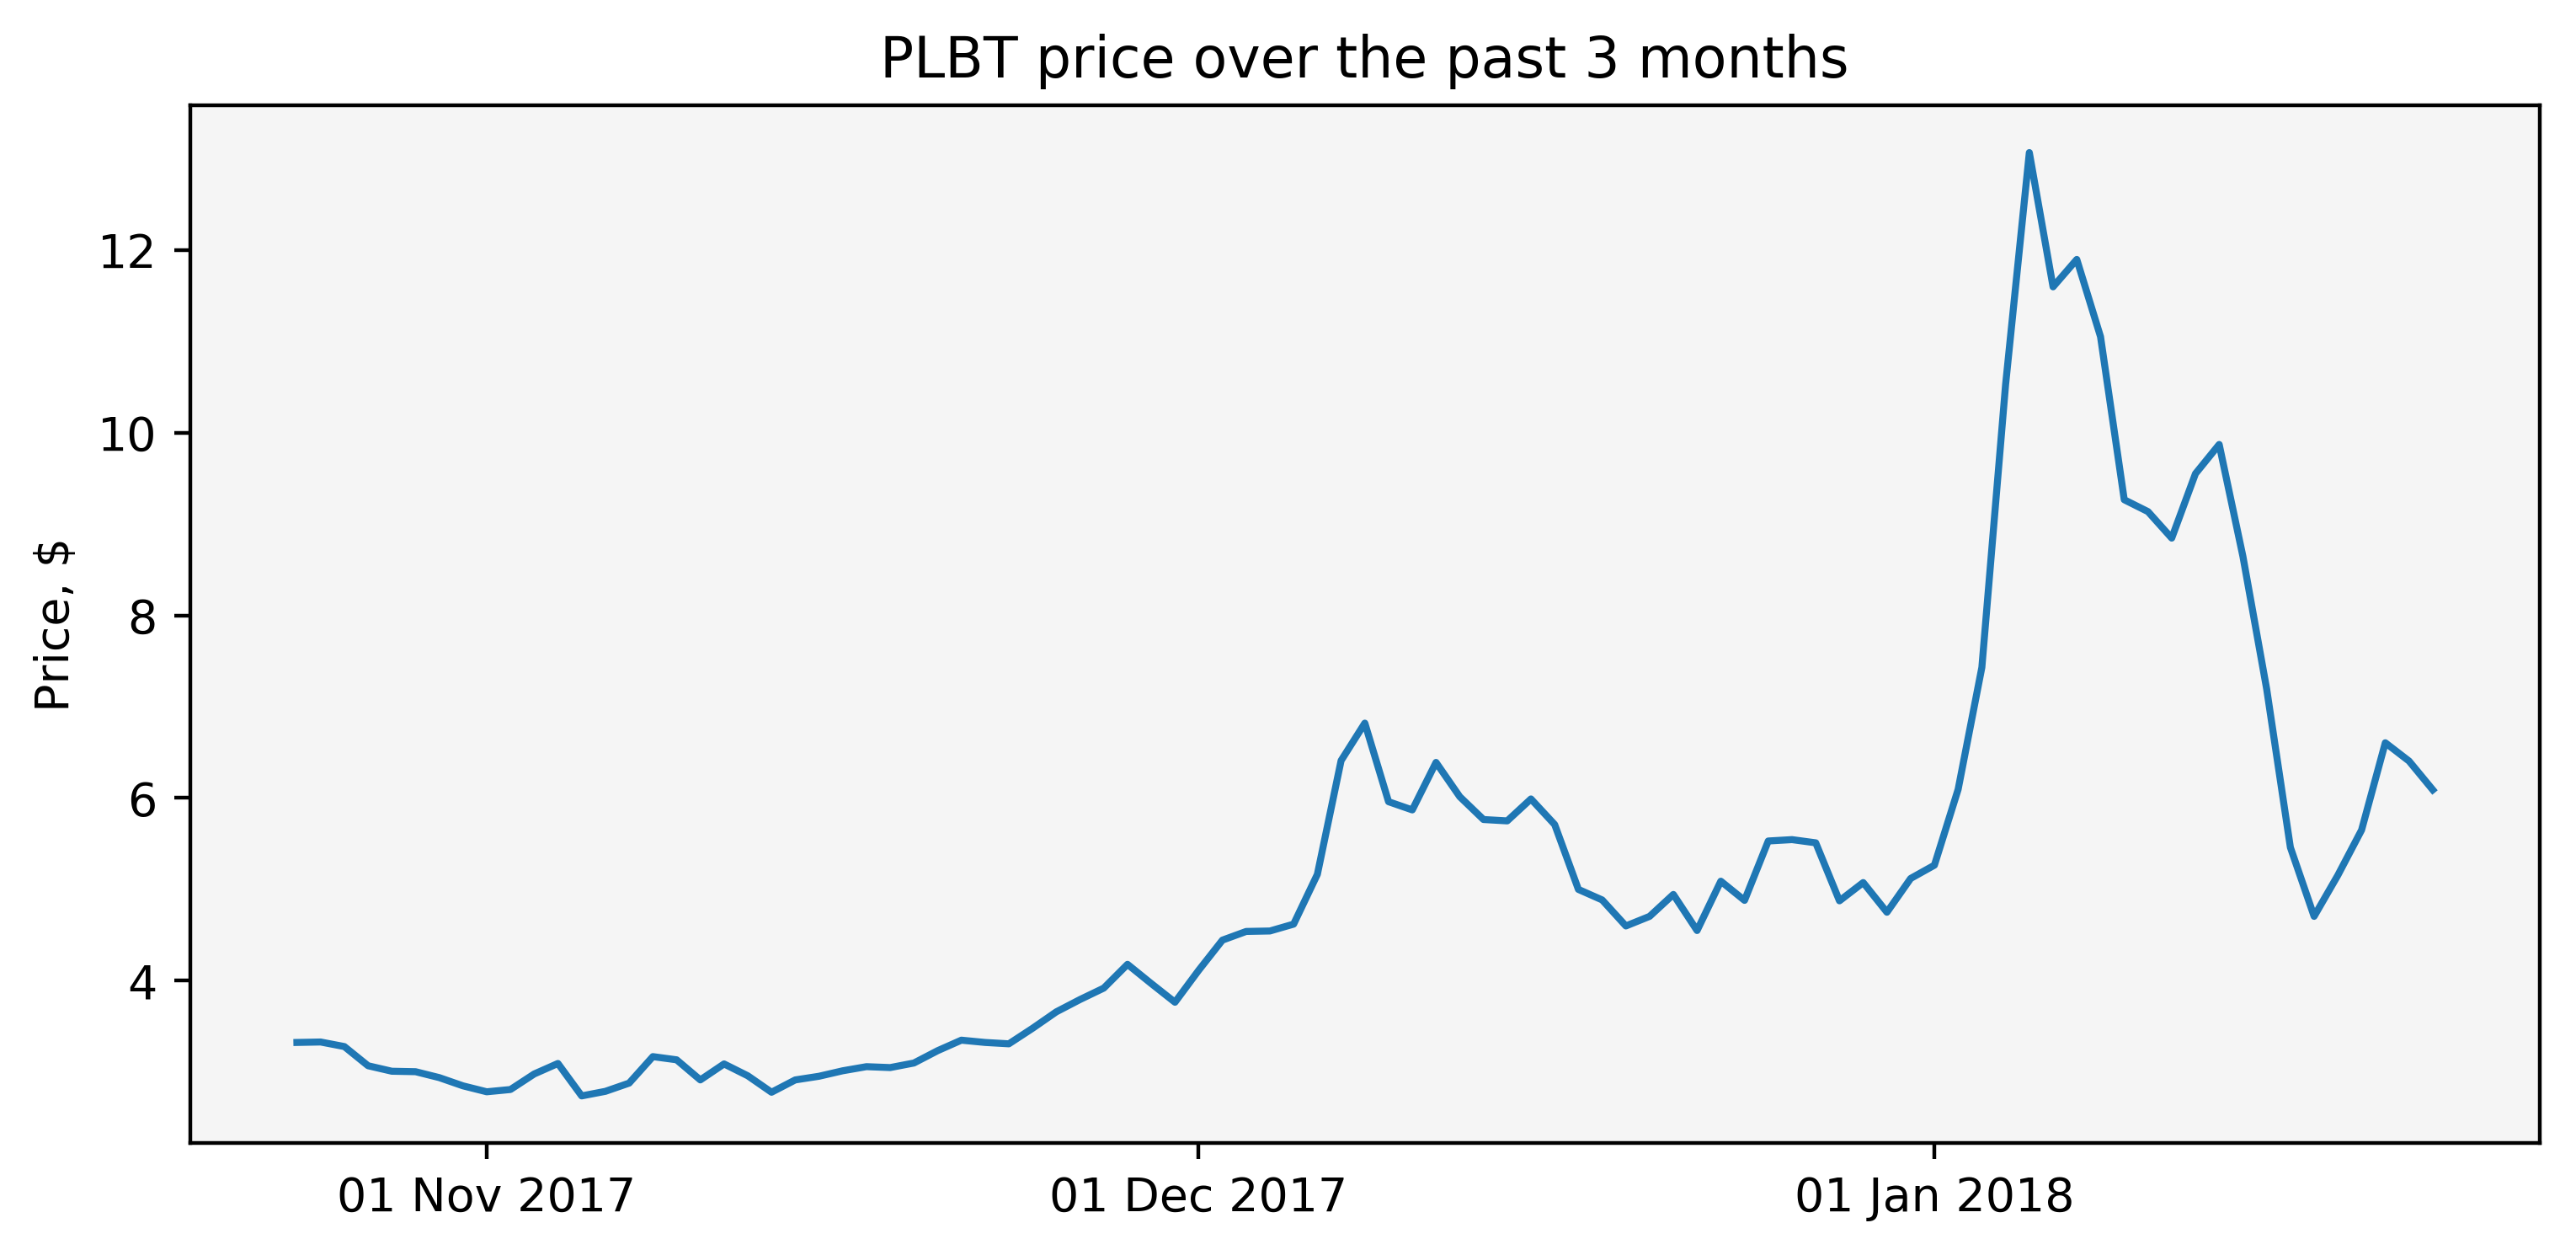 PLBT price over the past 3 months
Price, $
12
10
8
6
4
01 Nov 2017
01 Dec 2017
01 Jan 2018